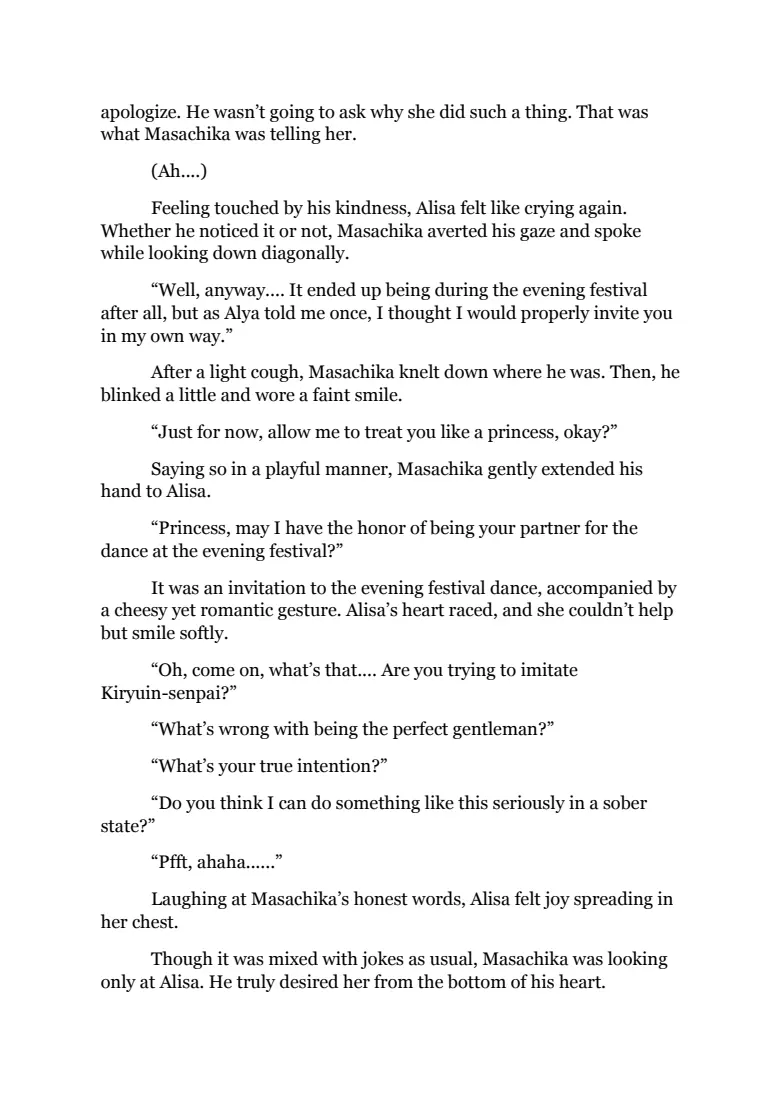 apologize. He wasn’t going to ask why she did such a thing. That was
what Masachika was telling her.
(Ah....)
Feeling touched by his kindness, Alisa felt like crying again.
Whether he noticed it or not, Masachika averted his gaze and spoke
while looking down diagonally.
“Well, anyway.... It ended up being during the evening festival
after all, but as Alya told me once, I thought I would properly invite you
in my own way.”
After a light cough, Masachika knelt down where he was. Then, he
blinked a little and wore a faint smile.
“Just for now, allow me to treat you like a princess, okay?”
Saying so in a playful manner, Masachika gently extended his
hand to Alisa.
“Princess, may I have the honor of being your partner for the
dance at the evening festival?”
It was an invitation to the evening festival dance, accompanied by
a cheesy yet romantic gesture. Alisa’s heart raced, and she couldn’t help
but smile softly.
“Oh, come on, what’s that.... Are you trying to imitate
Kiryuin-senpai?”
“What’s wrong with being the perfect gentleman?”
“What’s your true intention?”
“Do you think I can do something like this seriously in a sober
state?”
“Pfft, ahaha......”
Laughing at Masachika’s honest words, Alisa felt joy spreading in
her chest.
Though it was mixed with jokes as usual, Masachika was looking
only at Alisa. He truly desired her from the bottom of his heart.